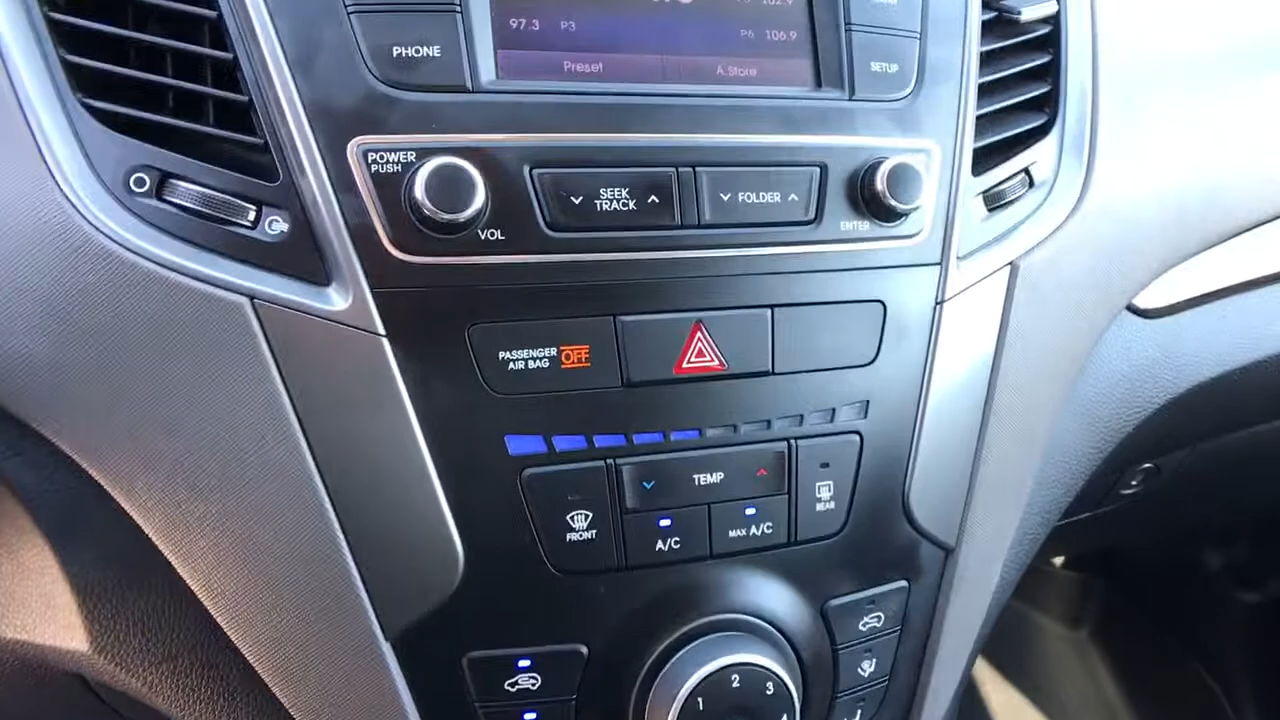 97.3 P3
P6 106.9
Preset
A.Store
PHONE
SETUP
POWER
PUSH
VOL
SEEK
TRACK
FOLDER
ENTER
PASSENGER
AIR BAG
OFF
TEMP
FRONT
A/C
MAX A/C
REAR
1
2
3